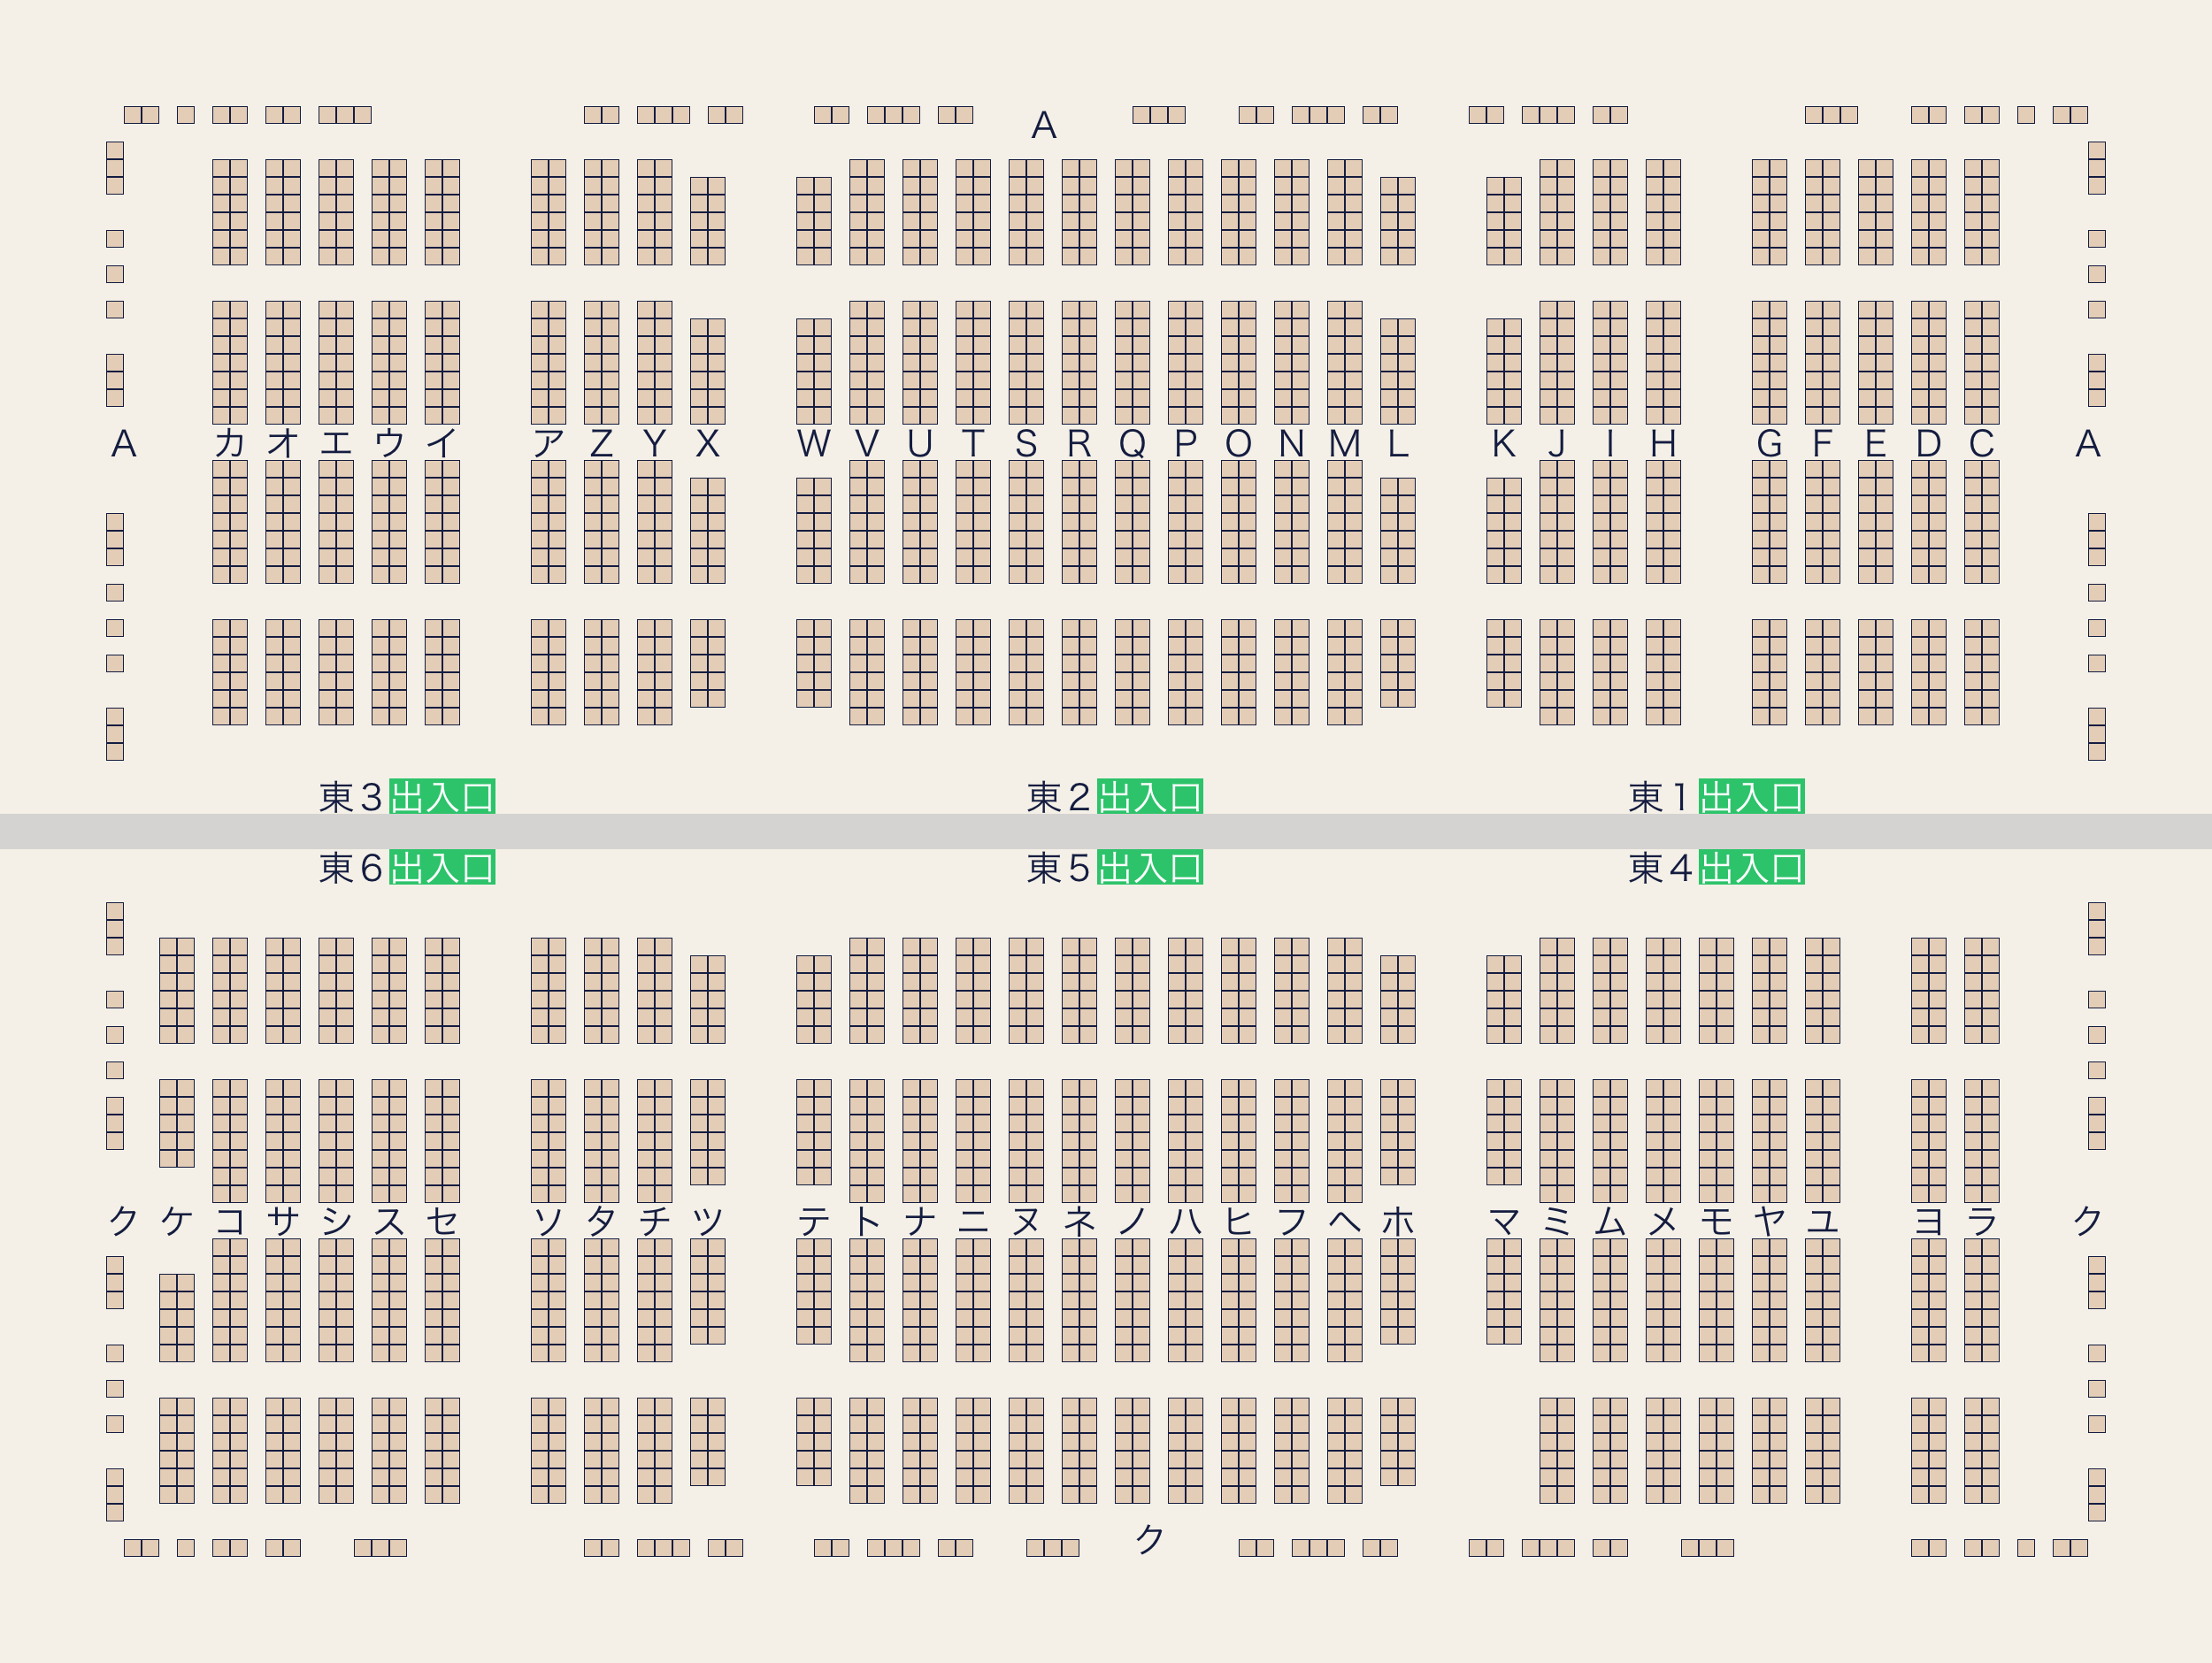 A
A カ オ エ ウ イ ア Z Y X W V U T S R Q P O N M L K J I H G F E D C A
東3 出入口 東2 出入口 東1 出入口
東6 出入口 東5 出入口 東4 出入口
ク ケ コ サ シ ス セ ソ タ チ ツ テ ト ナ ニ ヌ ネ ノ ハ ヒ フ ヘ ホ マ ミ ム メ モ ヤ ユ ヨ ラ ク
ク